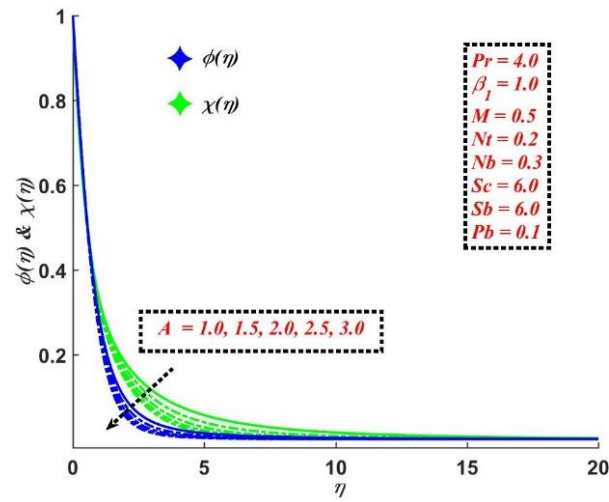 1
0.8
0.6
0.4
0.2
0
5
10
15
20
η
ϕ(η) & χ(η)
ϕ(η)
χ(η)
Pr = 4.0
β₁ = 1.0
M = 0.5
Nt = 0.2
Nb = 0.3
Sc = 6.0
Sb = 6.0
Pb = 0.1
A = 1.0, 1.5, 2.0, 2.5, 3.0